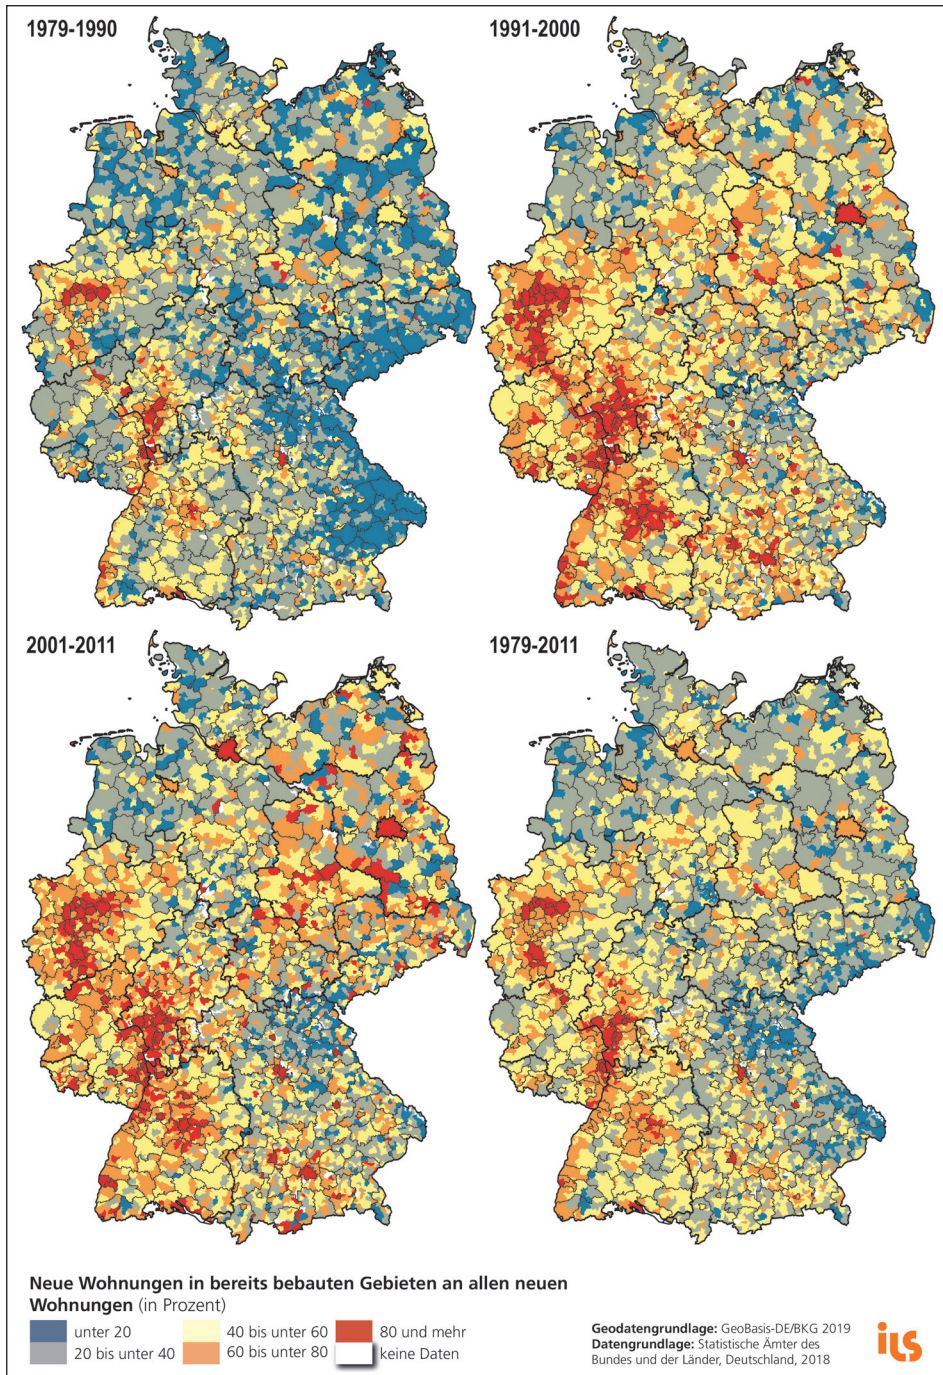 1979-1990
1991-2000
2001-2011
1979-2011
Neue Wohnungen in bereits bebauten Gebieten an allen neuen
Wohnungen (in Prozent)
unter 20
20 bis unter 40
40 bis unter 60
60 bis unter 80
80 und mehr
keine Daten
Geodatengrundlage: GeoBasis-DE/BKG 2019
Datengrundlage: Statistische Ämter des
Bundes und der Länder, Deutschland, 2018
ils